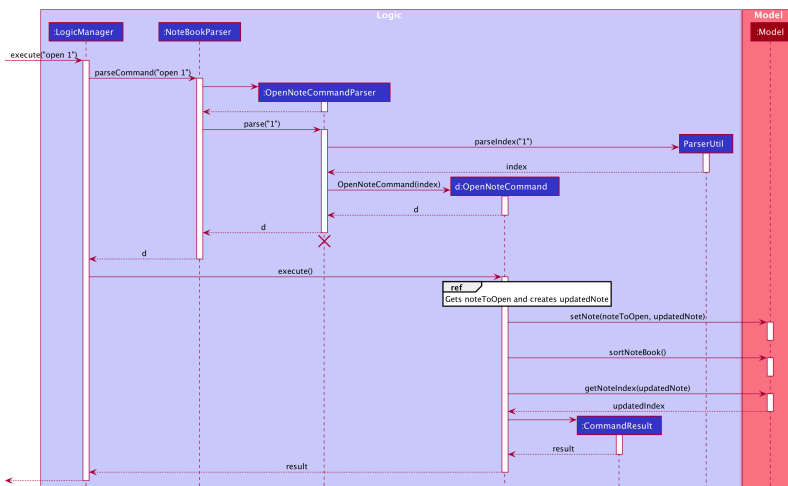 Logic
Model
:LogicManager
:NoteBookParser
:Model
execute("open 1")
parseCommand("open 1")
:OpenNoteCommandParser
parse("1")
parseIndex("1")
ParserUtil
index
OpenNoteCommand(index)
d:OpenNoteCommand
d
d
d
execute()
ref
Gets noteToOpen and creates updatedNote
setNote(noteToOpen, updatedNote)
sortNoteBook()
getNoteIndex(updatedNote)
updatedIndex
:CommandResult
result
result